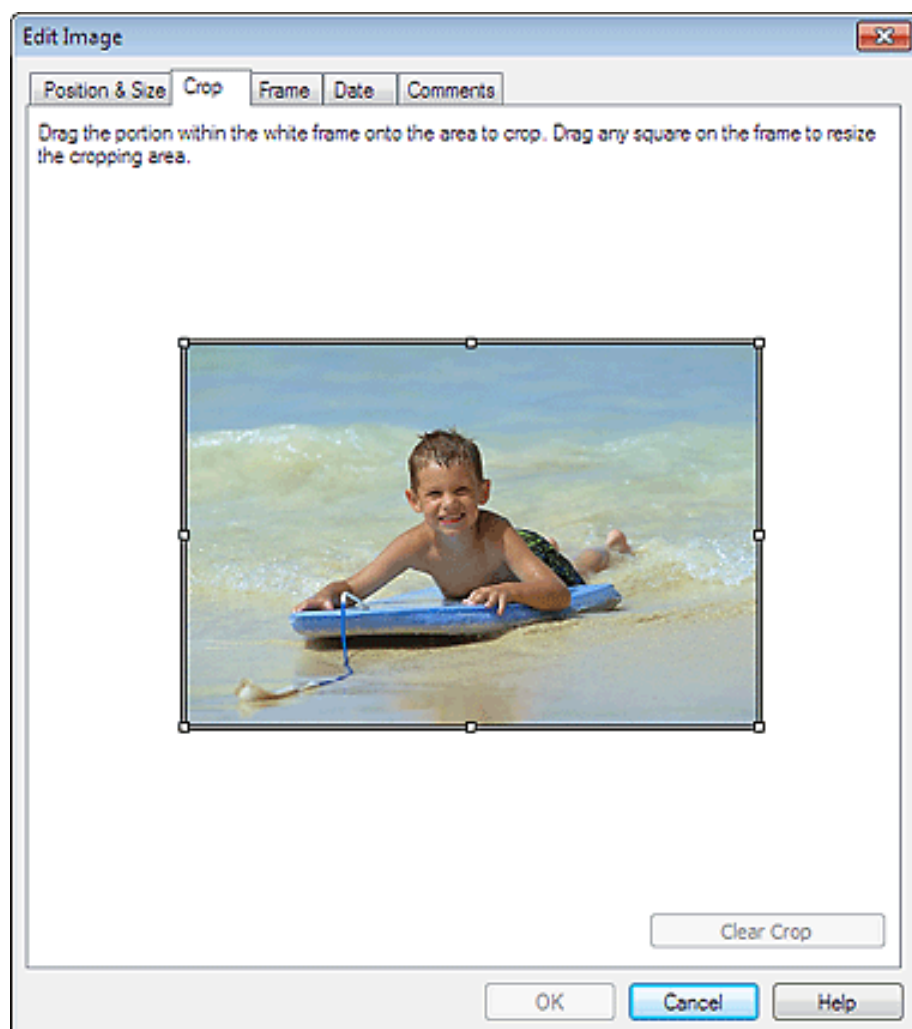 Edit Image
Position & Size Crop Frame Date Comments
Drag the portion within the white frame onto the area to crop. Drag any square on the frame to resize
the cropping area.
Clear Crop
OK Cancel Help